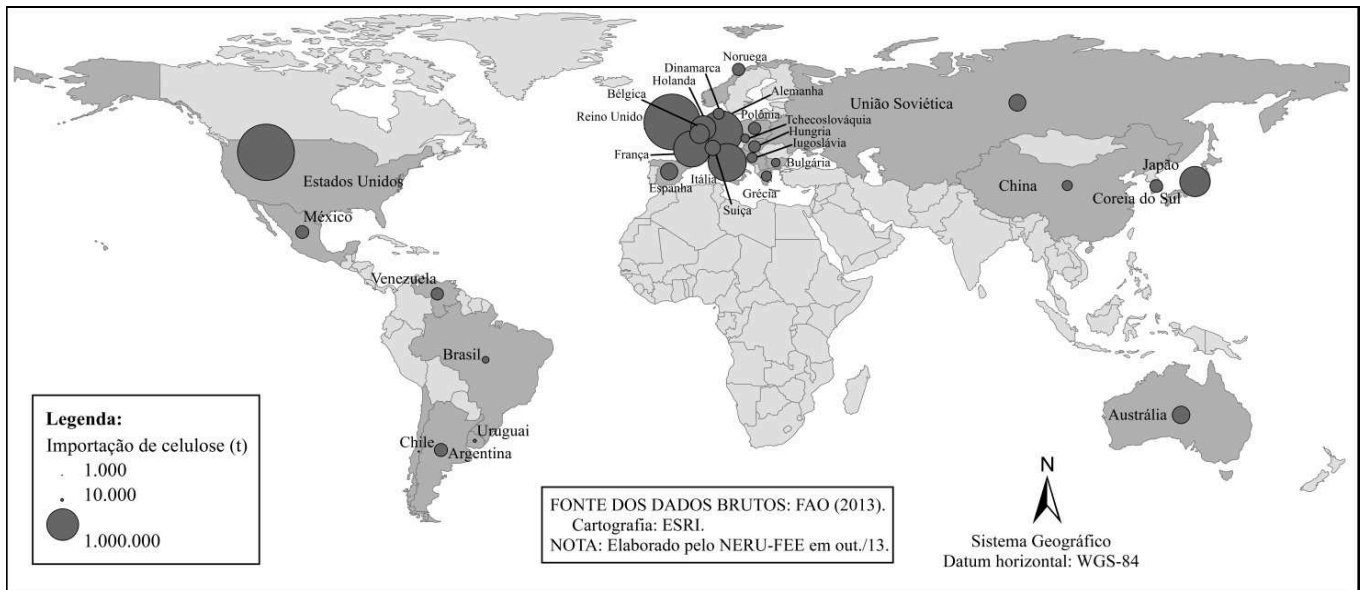 Noruega
Dinamarca
Holanda
Bélgica
Alemanha
Reino Unido
Polônia
Tchecoslováquia
Hungria
Iugoslávia
França
Bulgária
Espanha
Itália
Grécia
Suíça
União Soviética
Japão
China
Coreia do Sul
Estados Unidos
México
Venezuela
Brasil
Uruguai
Chile
Argentina
Austrália
Legenda:
Importação de celulose (t)
1.000
10.000
1.000.000
FONTE DOS DADOS BRUTOS: FAO (2013).
Cartografia: ESRI.
NOTA: Elaborado pelo NERU-FEE em out./13.
N
Sistema Geográfico
Datum horizontal: WGS-84